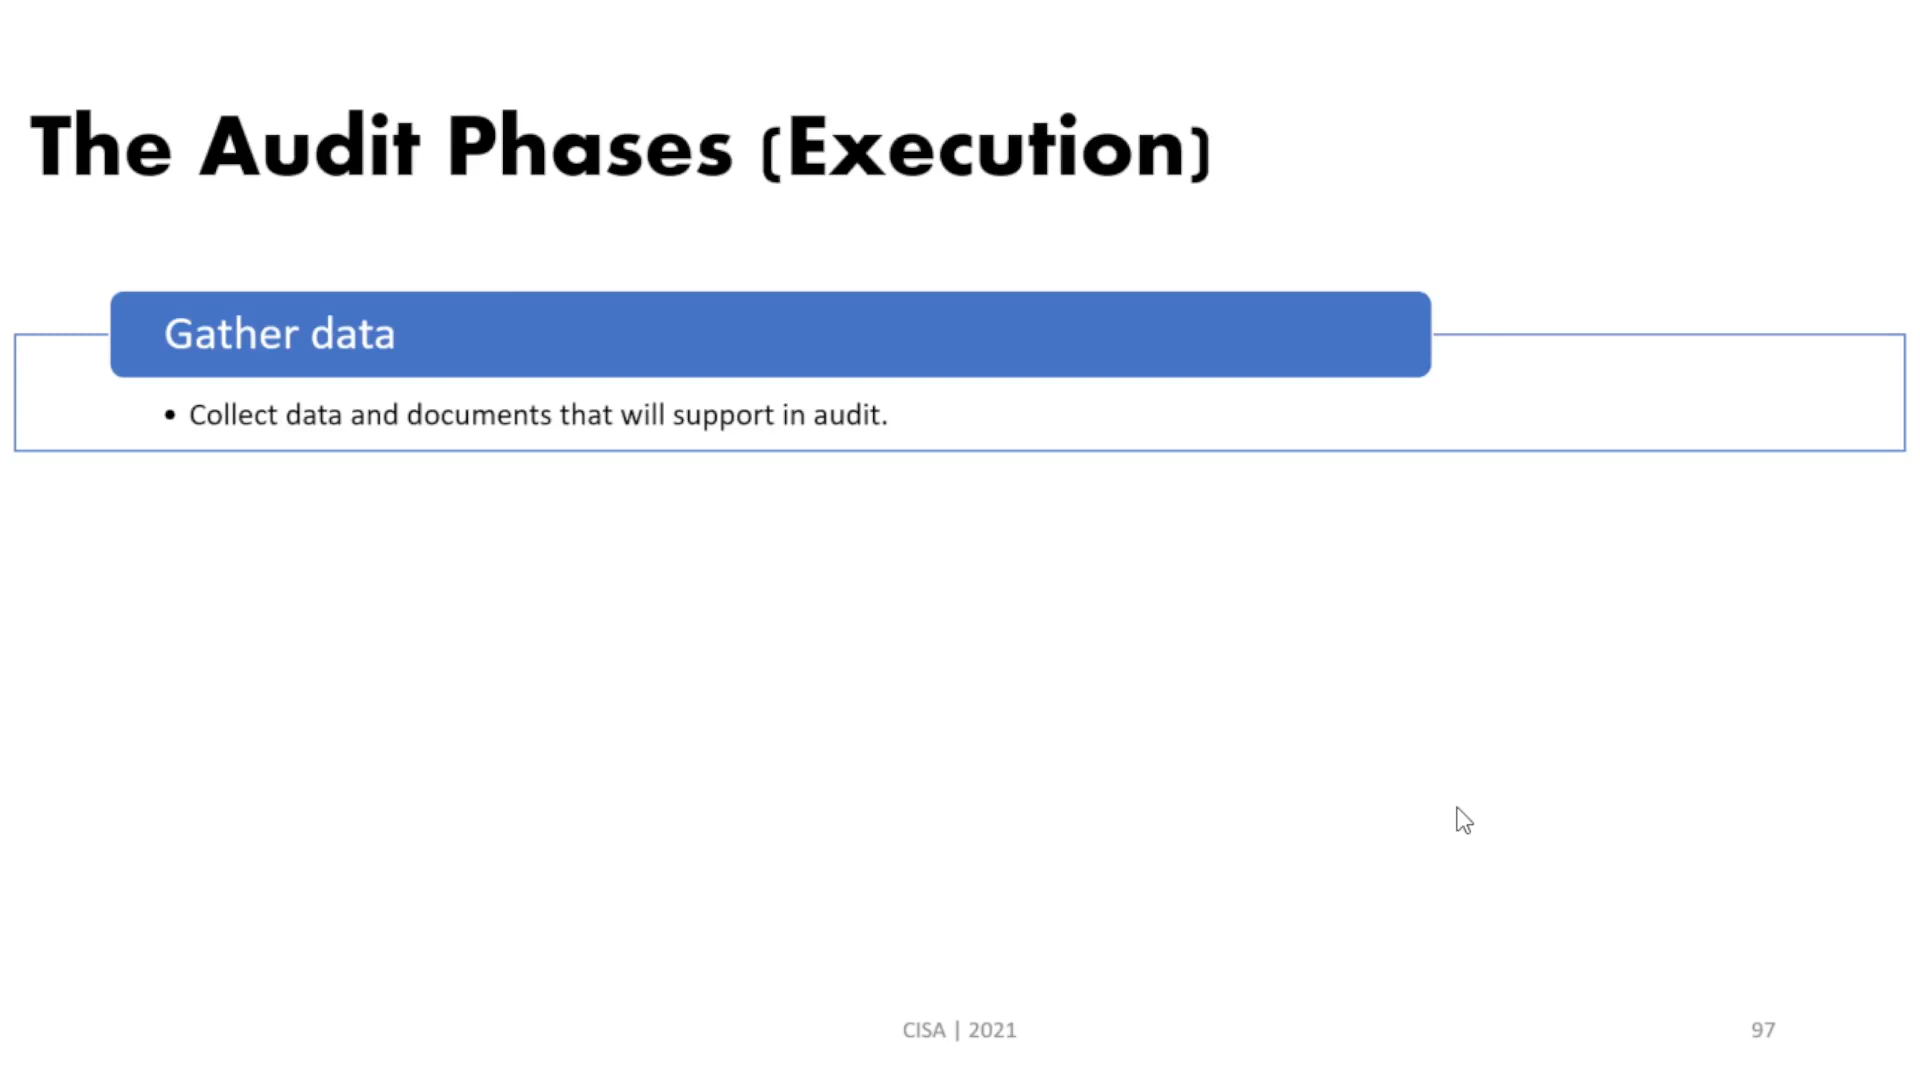 The Audit Phases (Execution)
Gather data
• Collect data and documents that will support in audit.
CISA | 2021
97